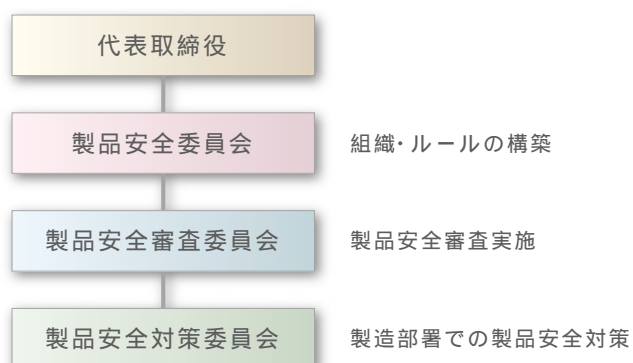 代表取締役
製品安全委員会 組織・ルールの構築
製品安全審査委員会 製品安全審査実施
製品安全対策委員会 製造部署での製品安全対策